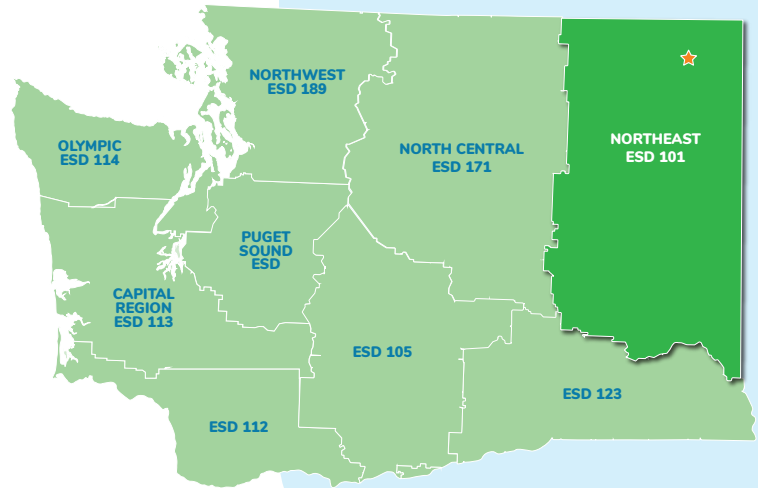 NORTHWEST
ESD 189
OLYMPIC
ESD 114
NORTH CENTRAL
ESD 171
NORTHEAST
ESD 101
PUGET
SOUND
ESD
CAPITAL
REGION
ESD 113
ESD 105
ESD 123
ESD 112